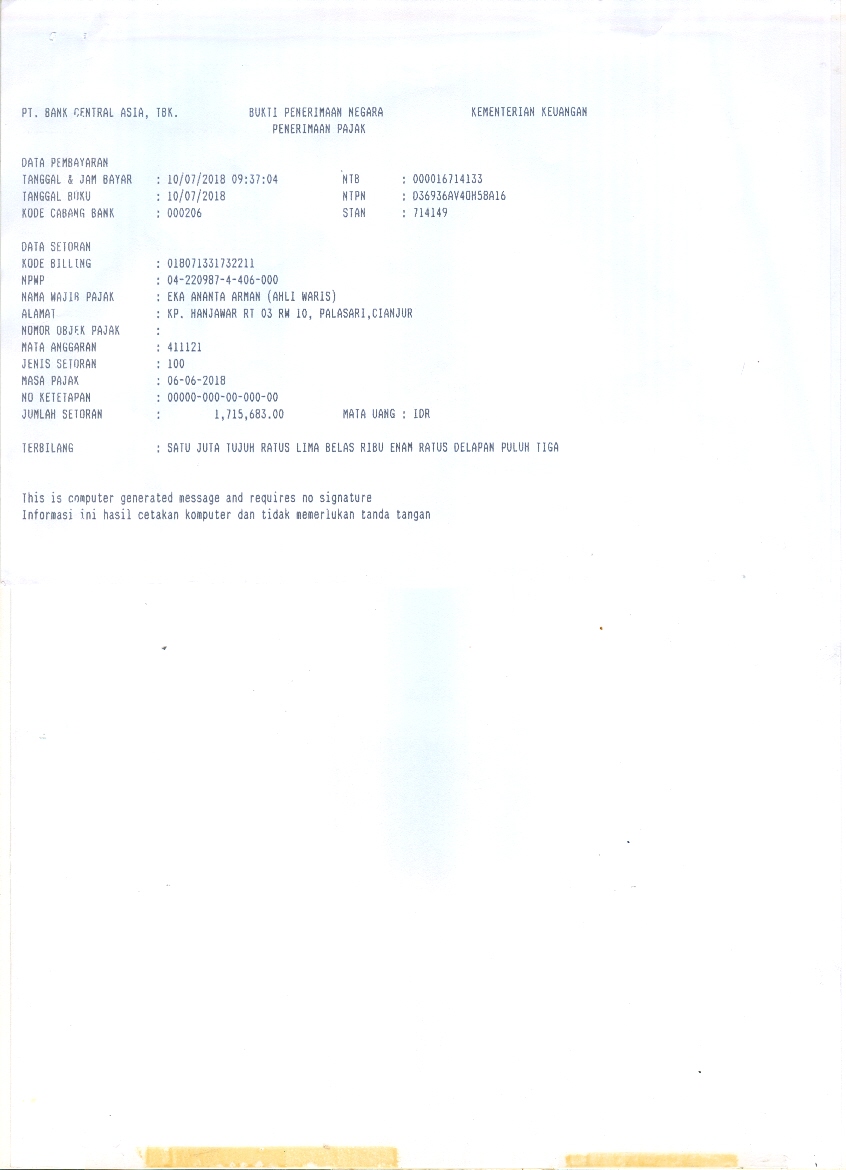 PT. BANK CENTRAL ASIA, TBK. BUKTI PENERIMAAN NEGARA KEMENTERIAN KEUANGAN
PENERIMAAN PAJAK
DATA PEMBAYARAN
TANGGAL & JAM BAYAR : 10/07/2018 09:37:04 NTB : 000016714133
TANGGAL BUKU : 10/07/2018 NTPN : D36936AV4OH5BA16
KODE CABANG BANK : 000206 STAN : 714149
DATA SETORAN
KODE BILLING : 018071331732211
NPWP : 04-220987-4-406-000
NAMA WAJIB PAJAK : EKA ANANTA ARMAN (AHLI WARIS)
ALAMAT : KP. HANJAWAR RT 03 RW 10, PALASARI,CIANJUR
NOMOR OBJEK PAJAK :
MATA ANGGARAN : 411121
JENIS SETORAN : 100
MASA PAJAK : 06-06-2018
NO KETETAPAN : 00000-000-00-000-00
JUMLAH SETORAN : 1,715,683.00 MATA UANG : IDR
TERBILANG : SATU JUTA TUJUH RATUS LIMA BELAS RIBU ENAM RATUS DELAPAN PULUH TIGA
This is computer generated message and requires no signature
Informasi ini hasil cetakan komputer dan tidak memerlukan tanda tangan